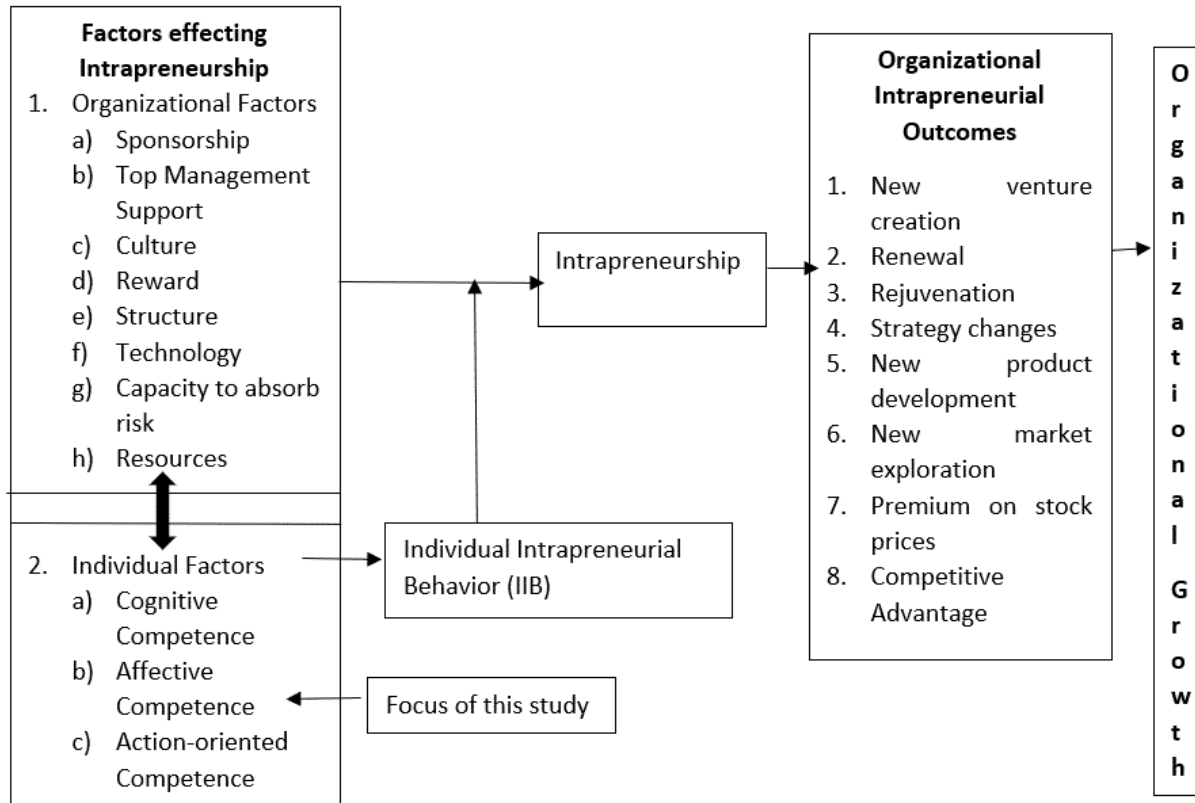 Factors effecting
Intrapreneurship
1. Organizational Factors
a) Sponsorship
b) Top Management
Support
c) Culture
d) Reward
e) Structure
f) Technology
g) Capacity to absorb
risk
h) Resources
2. Individual Factors
a) Cognitive
Competence
b) Affective
Competence
c) Action-oriented
Competence
Individual Intrapreneurial
Behavior (IIB)
Focus of this study
Intrapreneurship
Organizational
Intrapreneurial
Outcomes
1. New venture
creation
2. Renewal
3. Rejuvenation
4. Strategy changes
5. New product
development
6. New market
exploration
7. Premium on stock
prices
8. Competitive
Advantage
Organizational Growth